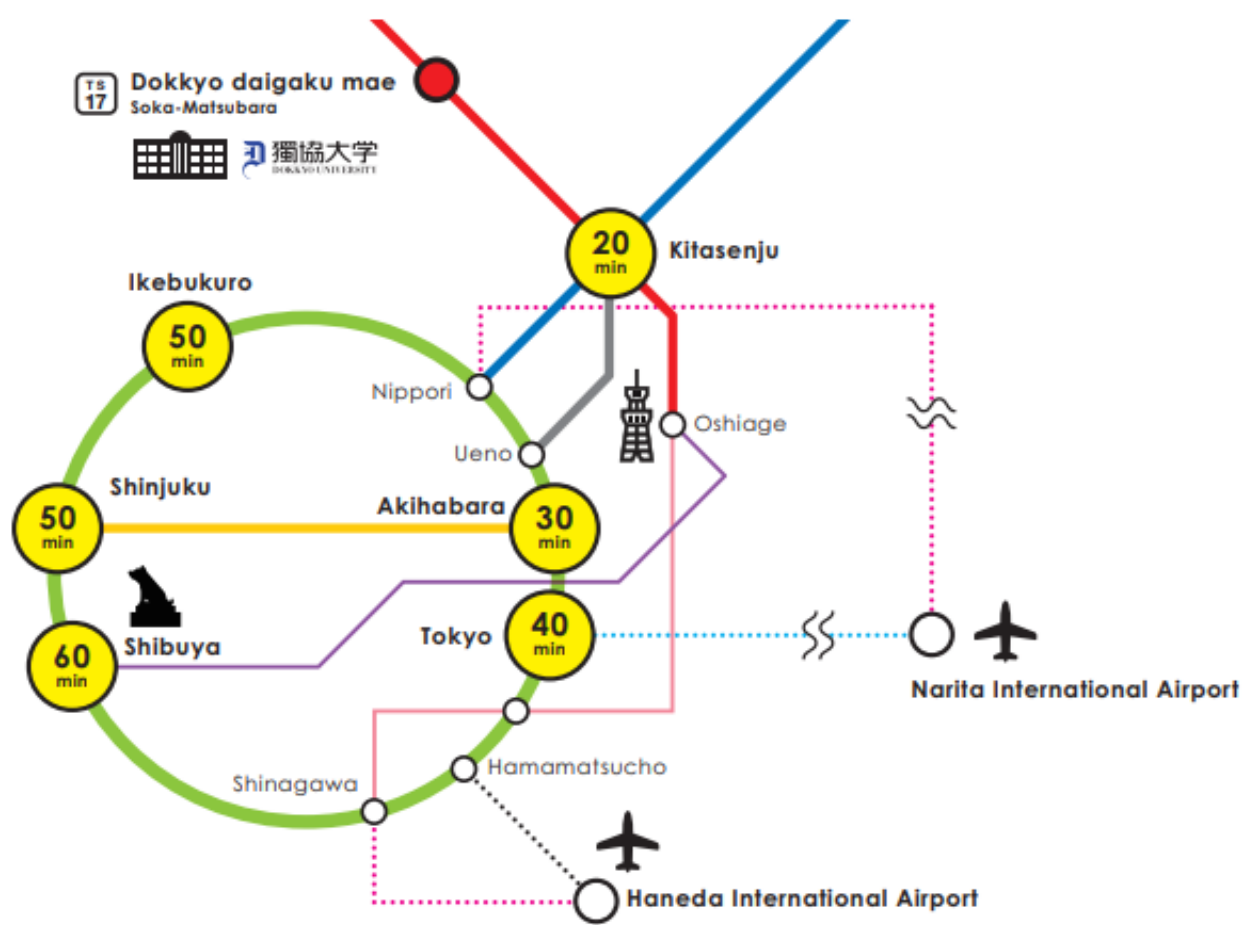 TS
17
Dokkyo daigaku mae
Soka-Matsubara
獨協大学
DOKKYO UNIVERSITY
20
min
Kitasenju
Ikebukuro
50
min
Nippori
Oshiage
Ueno
Shinjuku
Akihabara
50
min
30
min
Shibuya
Tokyo
60
min
40
min
Narita International Airport
Shinagawa
Hamamatsucho
Haneda International Airport